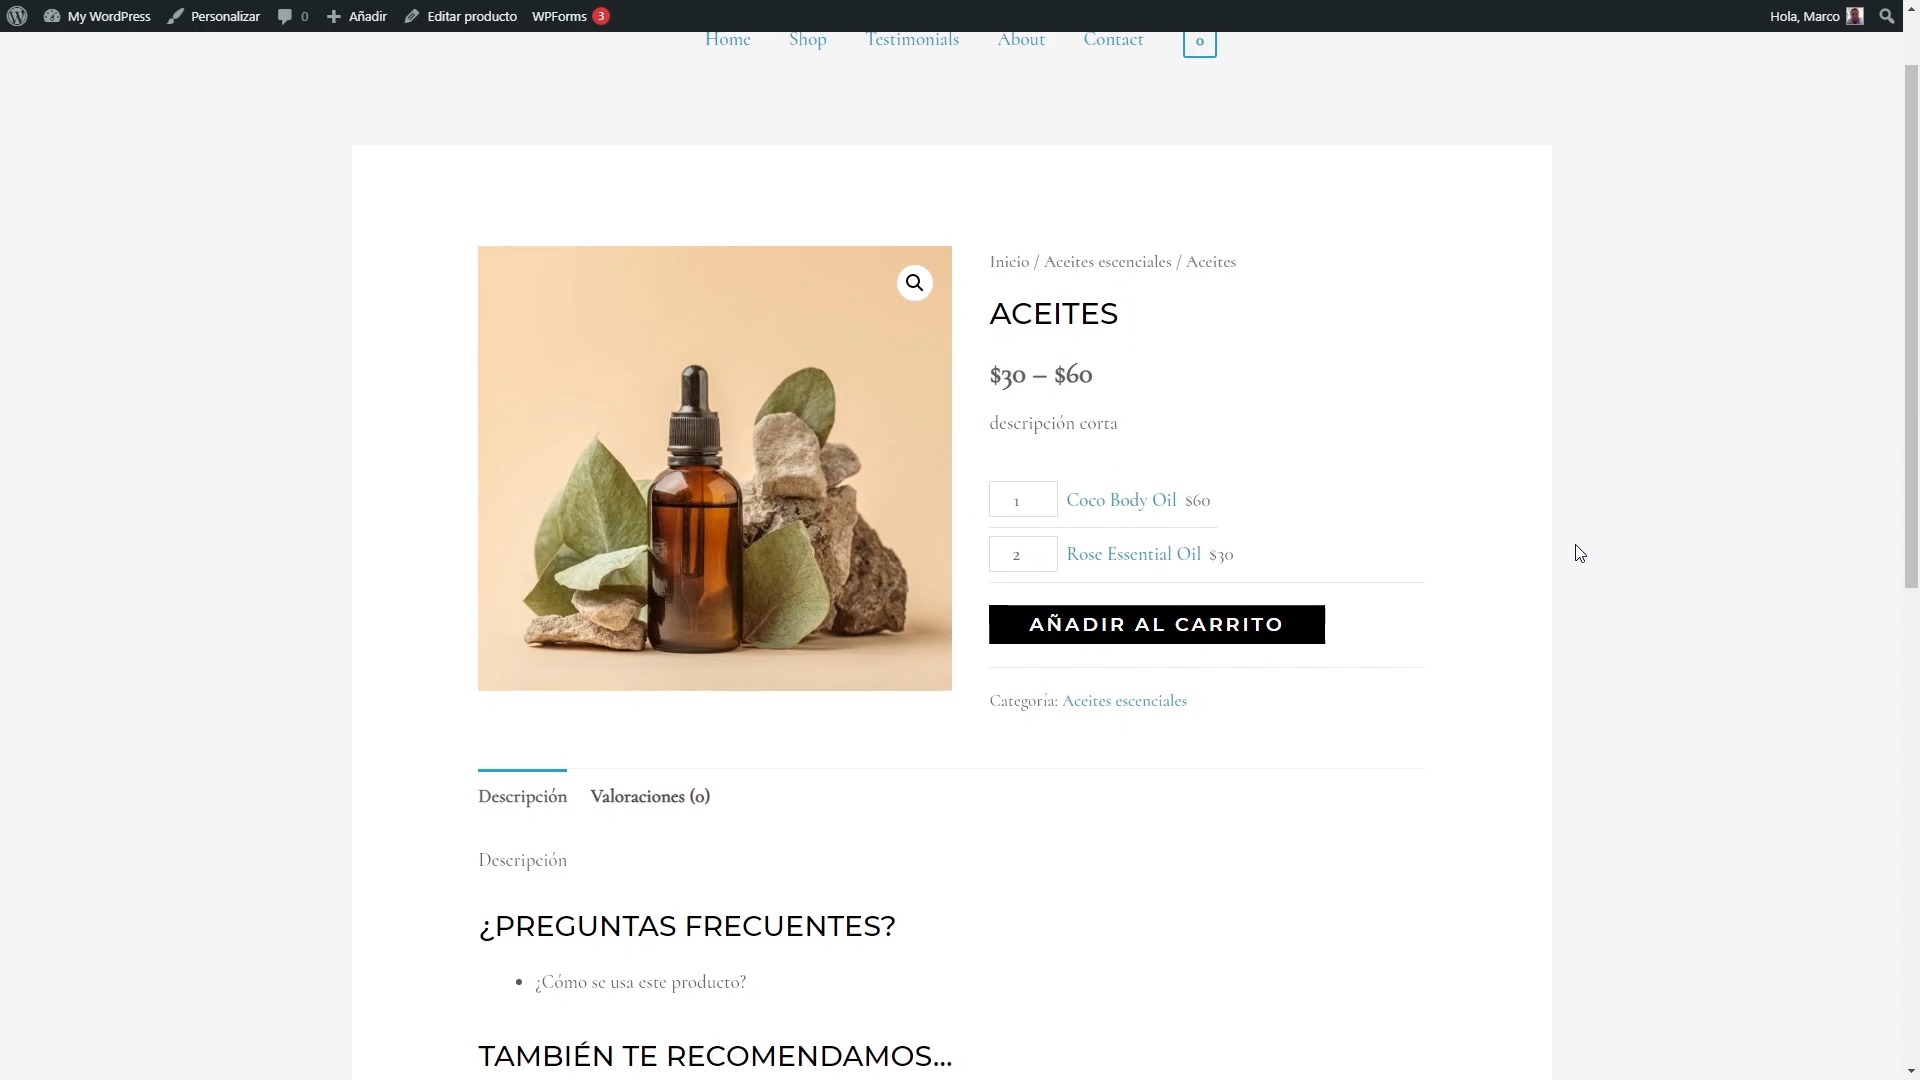 My WordPress Personalizar 0 Añadir Editar producto WPForms 3 Hola, Marco
Home Shop Testimonials About Contact 0
Inicio / Aceites escenciales / Aceites
ACEITES
$30 – $60
descripción corta
1 Coco Body Oil $60
2 Rose Essential Oil $30
AÑADIR AL CARRITO
Categoría: Aceites escenciales
Descripción Valoraciones (0)
Descripción
¿PREGUNTAS FRECUENTES?
• ¿Cómo se usa este producto?
TAMBIÉN TE RECOMENDAMOS...